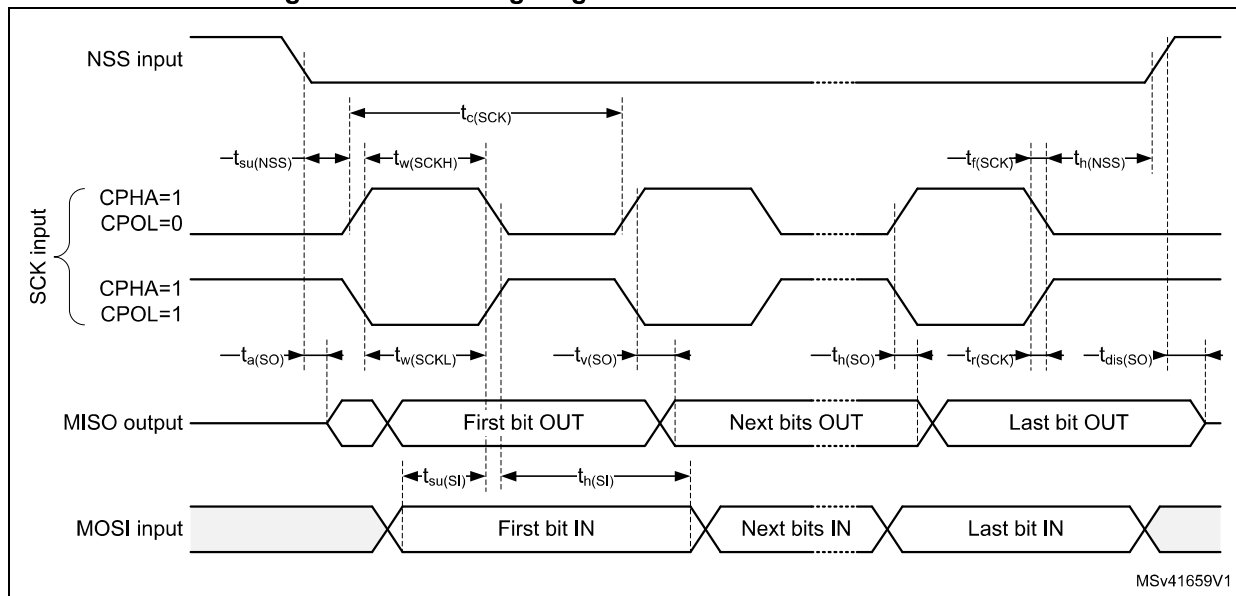 NSS input
tc(SCK)
tsu(NSS)
tw(SCKH)
tf(SCK)
th(NSS)
SCK input
CPHA=1
CPOL=0
CPHA=1
CPOL=1
ta(SO)
tw(SCKL)
tv(SO)
th(SO)
tr(SCK)
tdis(SO)
MISO output
First bit OUT
Next bits OUT
Last bit OUT
tsu(SI)
th(SI)
MOSI input
First bit IN
Next bits IN
Last bit IN
MSv41659V1